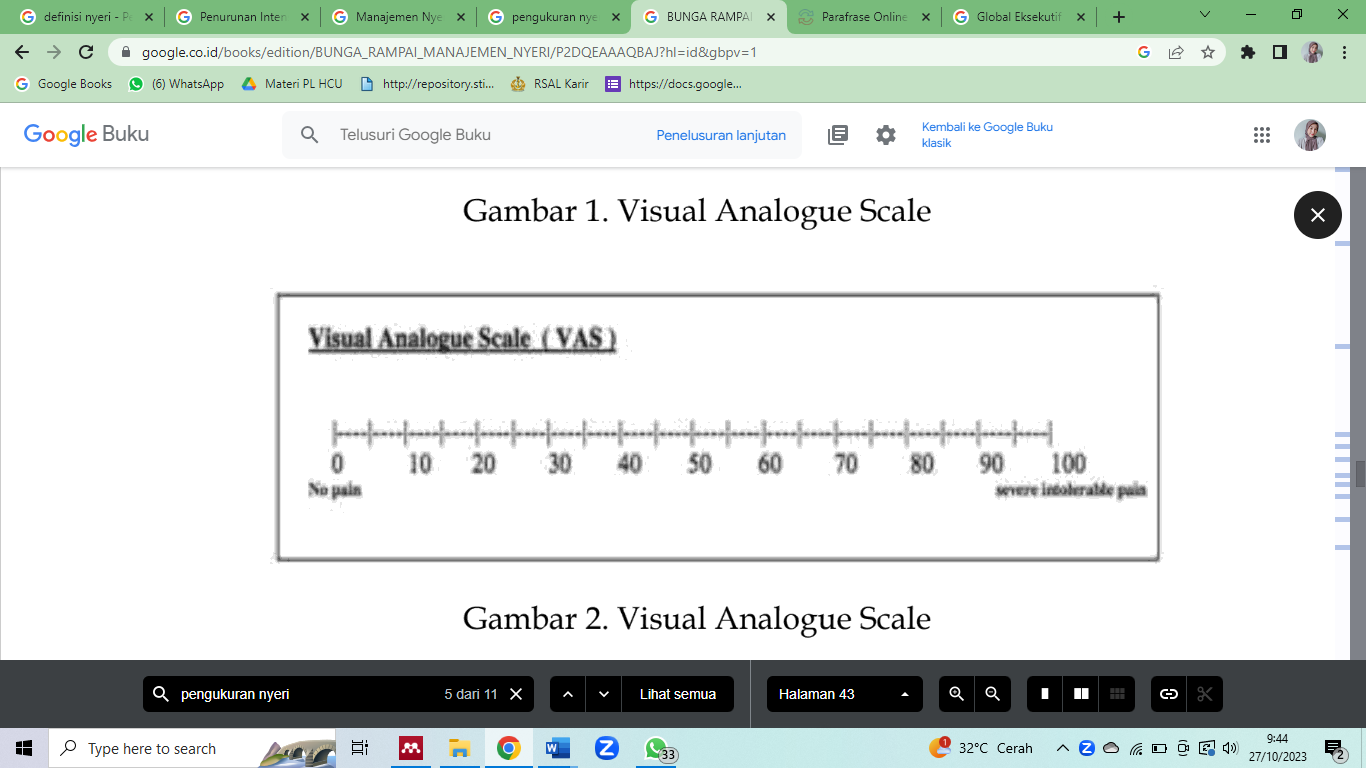 definisi nyeri - P
Penurunan Inten
Manajemen Nye
pengukuran nye
BUNGA RAMPAI
Parafrase Online
Global Eksekutif
google.co.id/books/edition/BUNGA_RAMPAI_MANAJEMEN_NYERI/P2DQEAAAQBAJ?hl=id&gbpv=1
Google Books
(6) WhatsApp
Materi PL HCU
http://repository.sti...
RSAL Karir
https://docs.google...
Google Buku
Telusuri Google Buku
Penelusuran lanjutan
Kembali ke Google Buku
klasik
Gambar 1. Visual Analogue Scale
Visual Analogue Scale ( VAS )
0 10 20 30 40 50 60 70 80 90 100
No pain severe intolerable pain
Gambar 2. Visual Analogue Scale
pengukuran nyeri
5 dari 11
Lihat semua
Halaman 43
Type here to search
33
1
32°C Cerah
9:44
27/10/2023
2